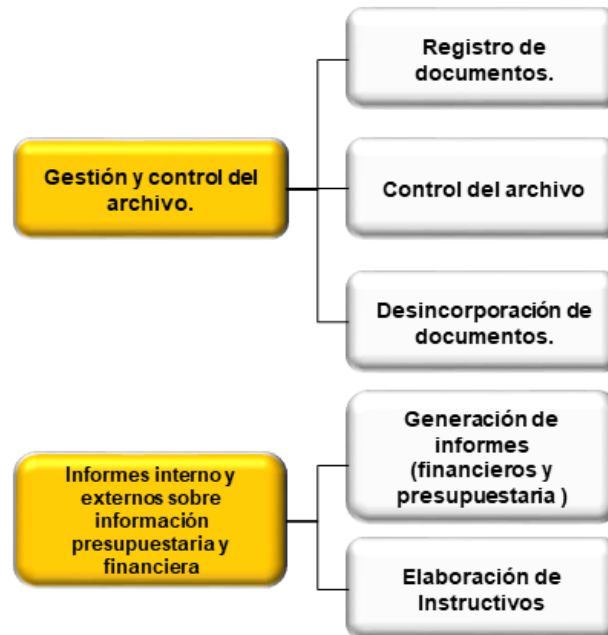 Gestión y control del
archivo.
Registro de
documentos.
Control del archivo
Desincorporación de
documentos.
Informes interno y
externos sobre
información
presupuestaria y
financiera
Generación de
informes
(financieros y
presupuestaria )
Elaboración de
Instructivos